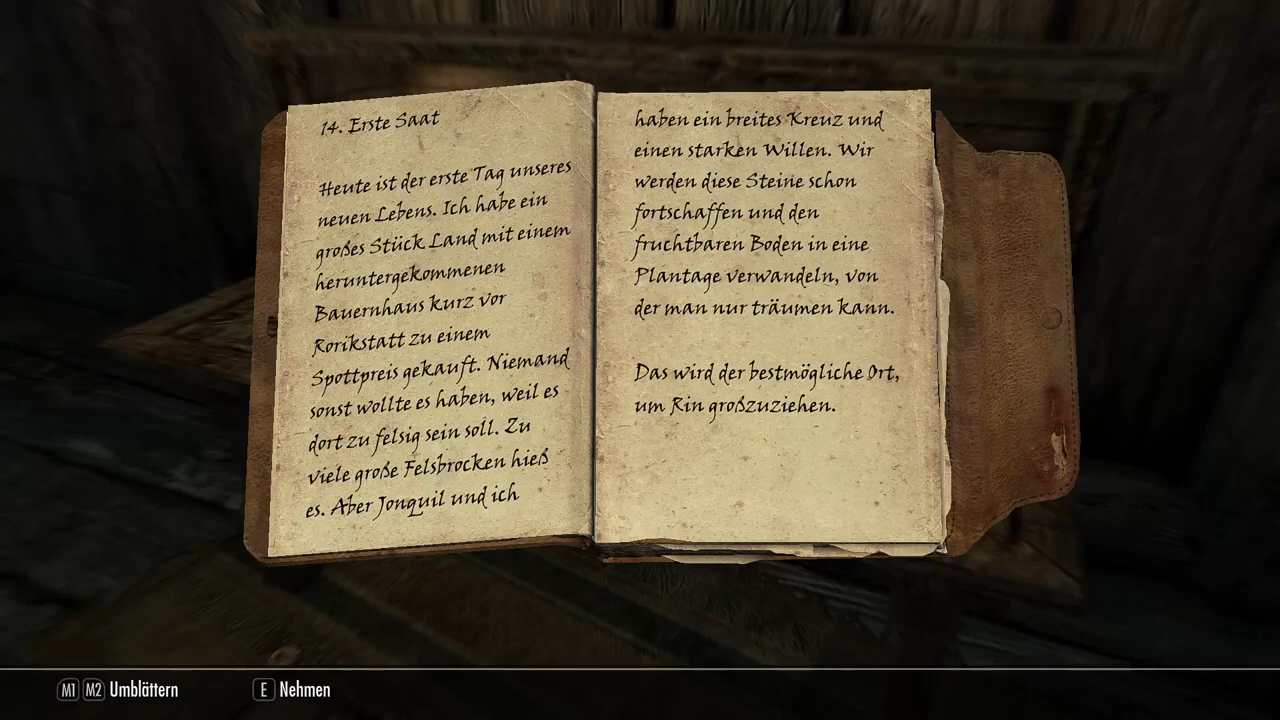 14. Erste Saat
Heute ist der erste Tag unseres
neuen Lebens. Ich habe ein
großes Stück Land mit einem
heruntergekommenen
Bauernhaus kurz vor
Rorikstatt zu einem
Spottpreis gekauft. Niemand
sonst wollte es haben, weil es
dort zu felsig sein soll. Zu
viele große Felsbrocken hieß
es. Aber Jonquil und ich
haben ein breites Kreuz und
einen starken Willen. Wir
werden diese Steine schon
fortschaffen und den
fruchtbaren Boden in eine
Plantage verwandeln, von
der man nur träumen kann.
Das wird der bestmögliche Ort,
um Rin großzuziehen.
M1 M2 Umblättern
E Nehmen